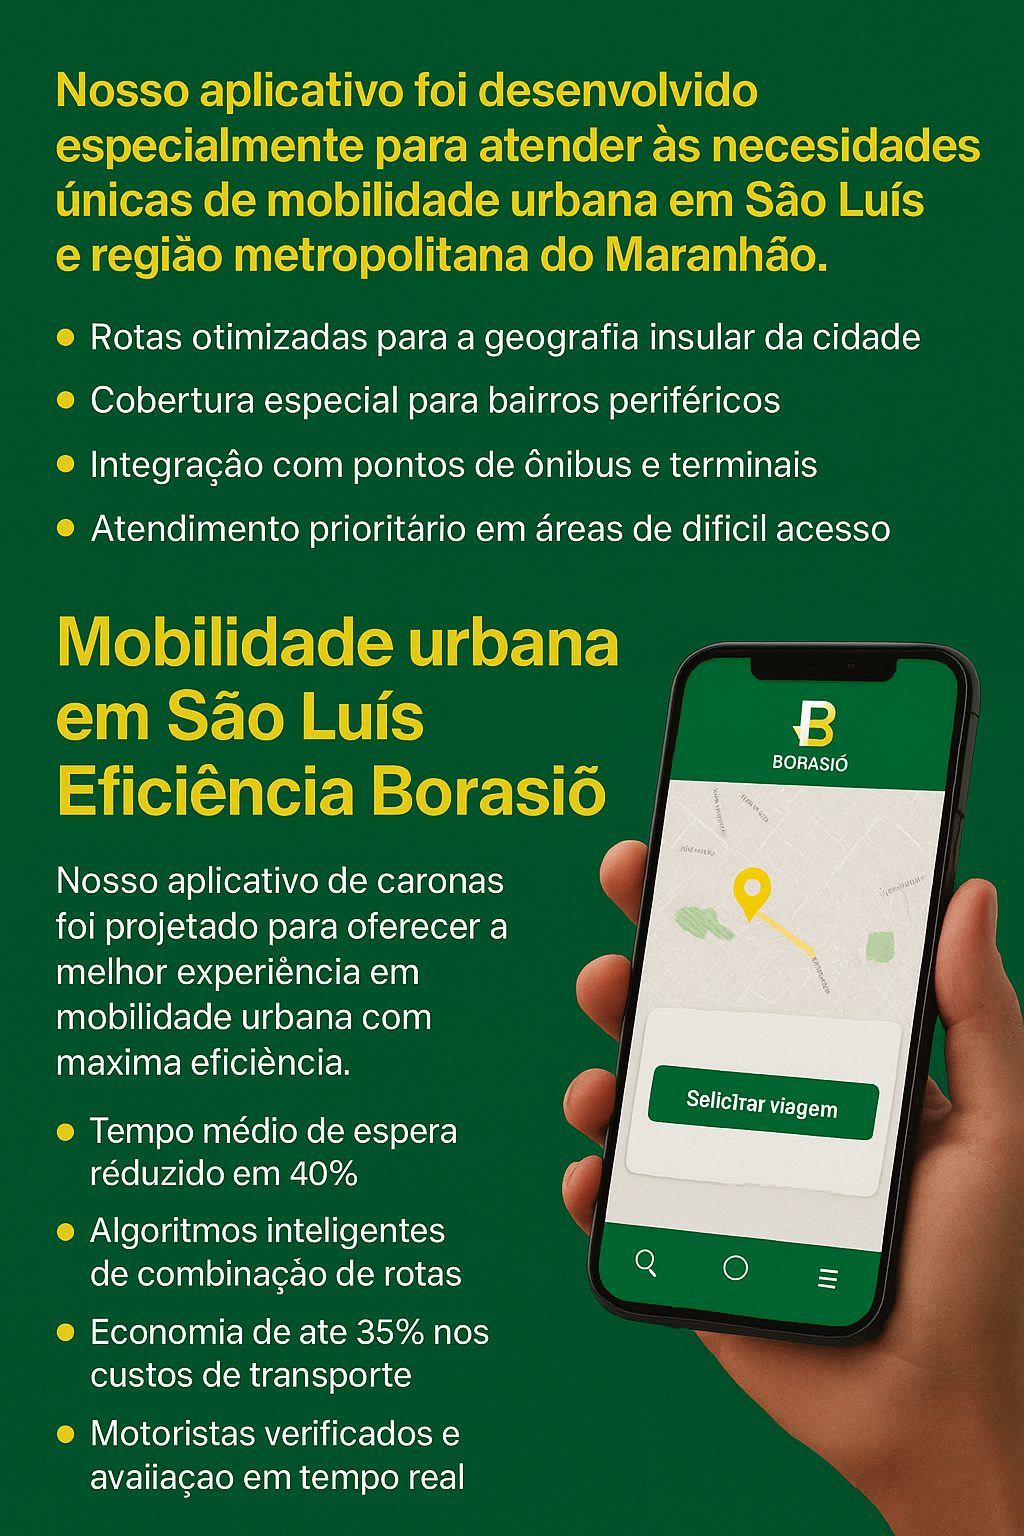 Nosso aplicativo foi desenvolvido
especialmente para atender às necesidades
únicas de mobilidade urbana em Sâo Luís
e região metropolitana do Maranhão.
Rotas otimizadas para a geografia insular da cidade
Cobertura especial para bairros periféricos
Integraçâo com pontos de ônibus e terminais
Atendimento prioritário em áreas de dificil acesso
Mobilidade urbana
em São Luís
Eficiência Borasiõ
B
BORASIÓ
Nosso aplicativo de caronas
foi projetado para oferecer a
melhor experiência em
mobilidade urbana com
maxima eficiència.
Selicitar viagem
Tempo médio de espera
réduzido em 40%
Algoritmos inteligentes
de combinação de rotas
Economia de ate 35% nos
custos de transporte
Motoristas verificados e
avaiiaçao em tempo real